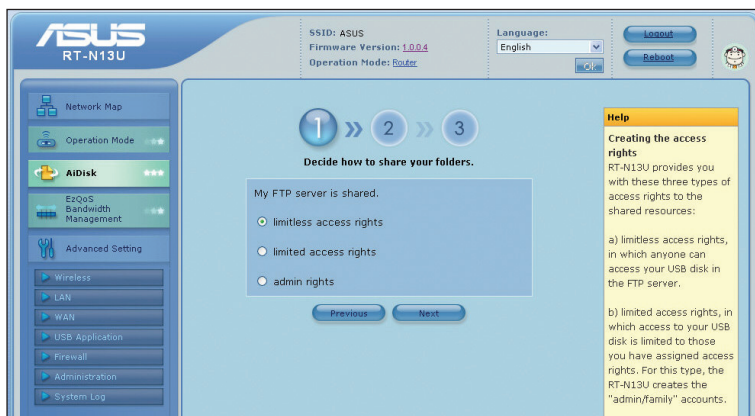 ASUS
RT-N13U
SSID: ASUS
Firmware Version: 1.0.0.4
Operation Mode: Router
Language:
English
Ok
Logout
Reboot
Network Map
Operation Mode
AiDisk
EzQoS
Bandwidth
Management
Advanced Setting
Wireless
LAN
WAN
USB Application
Firewall
Administration
System Log
1 » 2 » 3
Decide how to share your folders.
My FTP server is shared.
limitless access rights
limited access rights
admin rights
Previous
Next
Help
Creating the access
rights
RT-N13U provides you
with these three types of
access rights to the
shared resources:
a) limitless access rights,
in which anyone can
access your USB disk in
the FTP server.
b) limited access rights, in
which access to your USB
disk is limited to those
you have assigned access
rights. For this type, the
RT-N13U creates the
"admin/family" accounts.